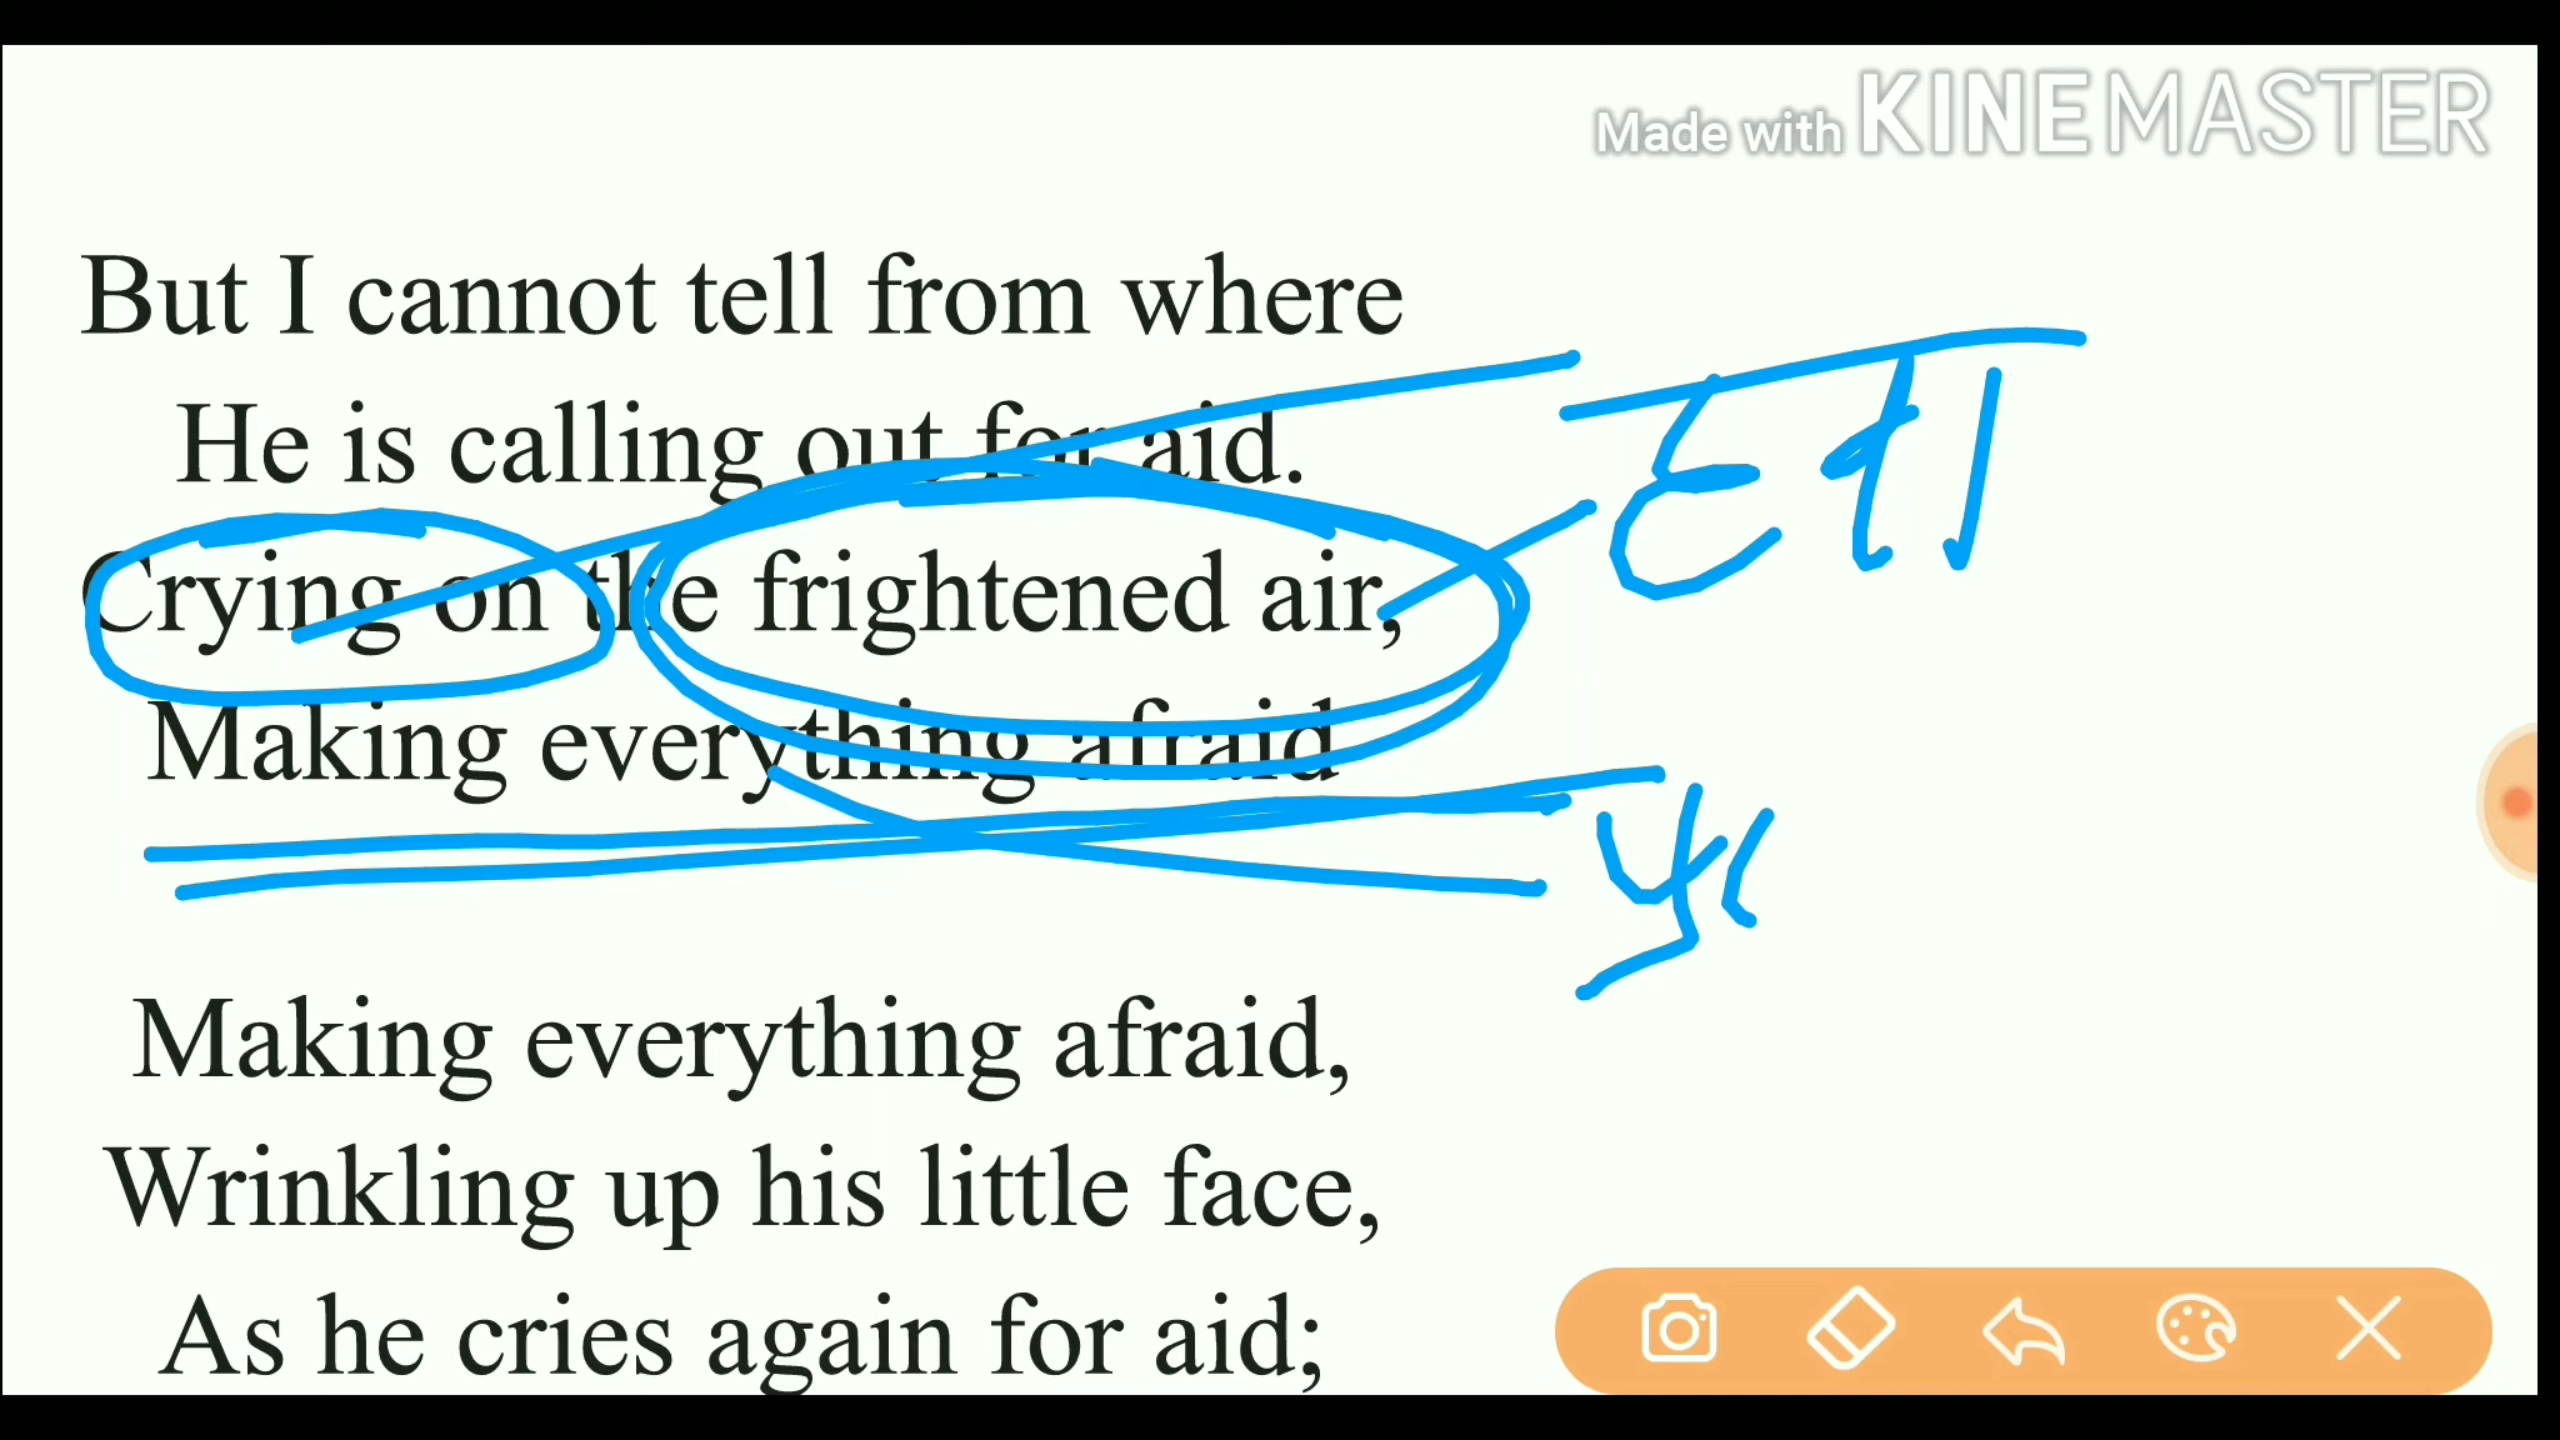 Made with KINEMASTER
But I cannot tell from where
He is calling out for aid.
Crying on the frightened air,
Making everything afraid
Making everything afraid,
Wrinkling up his little face,
As he cries again for aid;